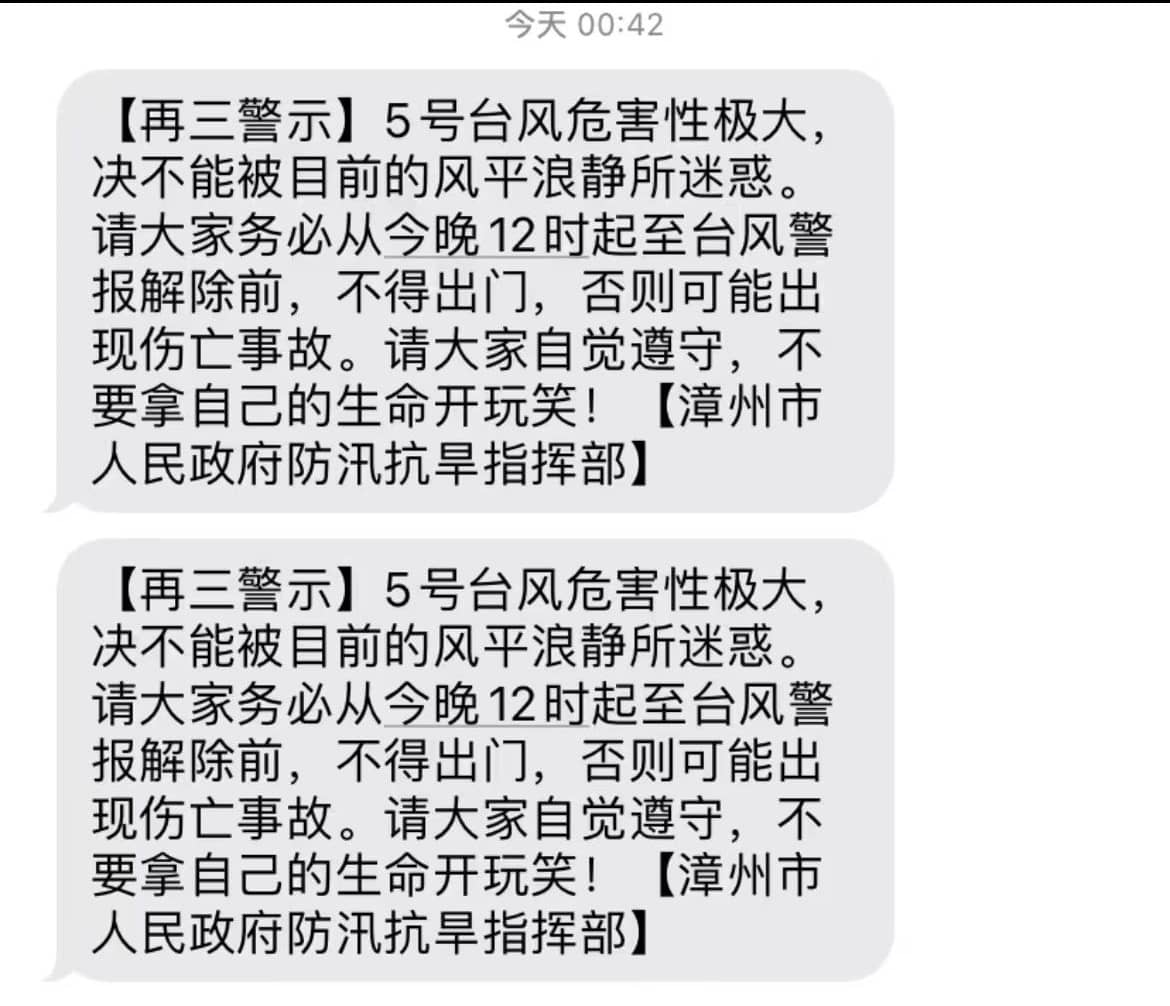 今天 00:42
【再三警示】5号台风危害性极大，
决不能被目前的风平浪静所迷惑。
请大家务必从今晚12时起至台风警
报解除前，不得出门，否则可能出
现伤亡事故。请大家自觉遵守，不
要拿自己的生命开玩笑！【漳州市
人民政府防汛抗旱指挥部】
【再三警示】5号台风危害性极大，
决不能被目前的风平浪静所迷惑。
请大家务必从今晚12时起至台风警
报解除前，不得出门，否则可能出
现伤亡事故。请大家自觉遵守，不
要拿自己的生命开玩笑！【漳州市
人民政府防汛抗旱指挥部】